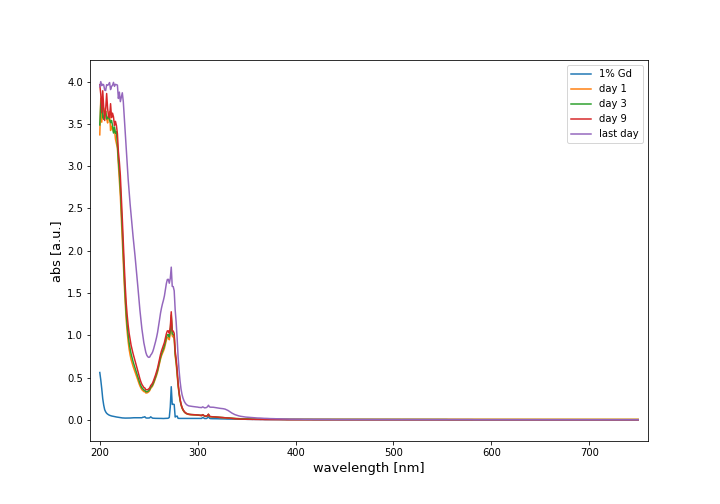 4.0
3.5
3.0
2.5
2.0
1.5
1.0
0.5
0.0
abs [a.u.]
200 300 400 500 600 700
wavelength [nm]
1% Gd
day 1
day 3
day 9
last day